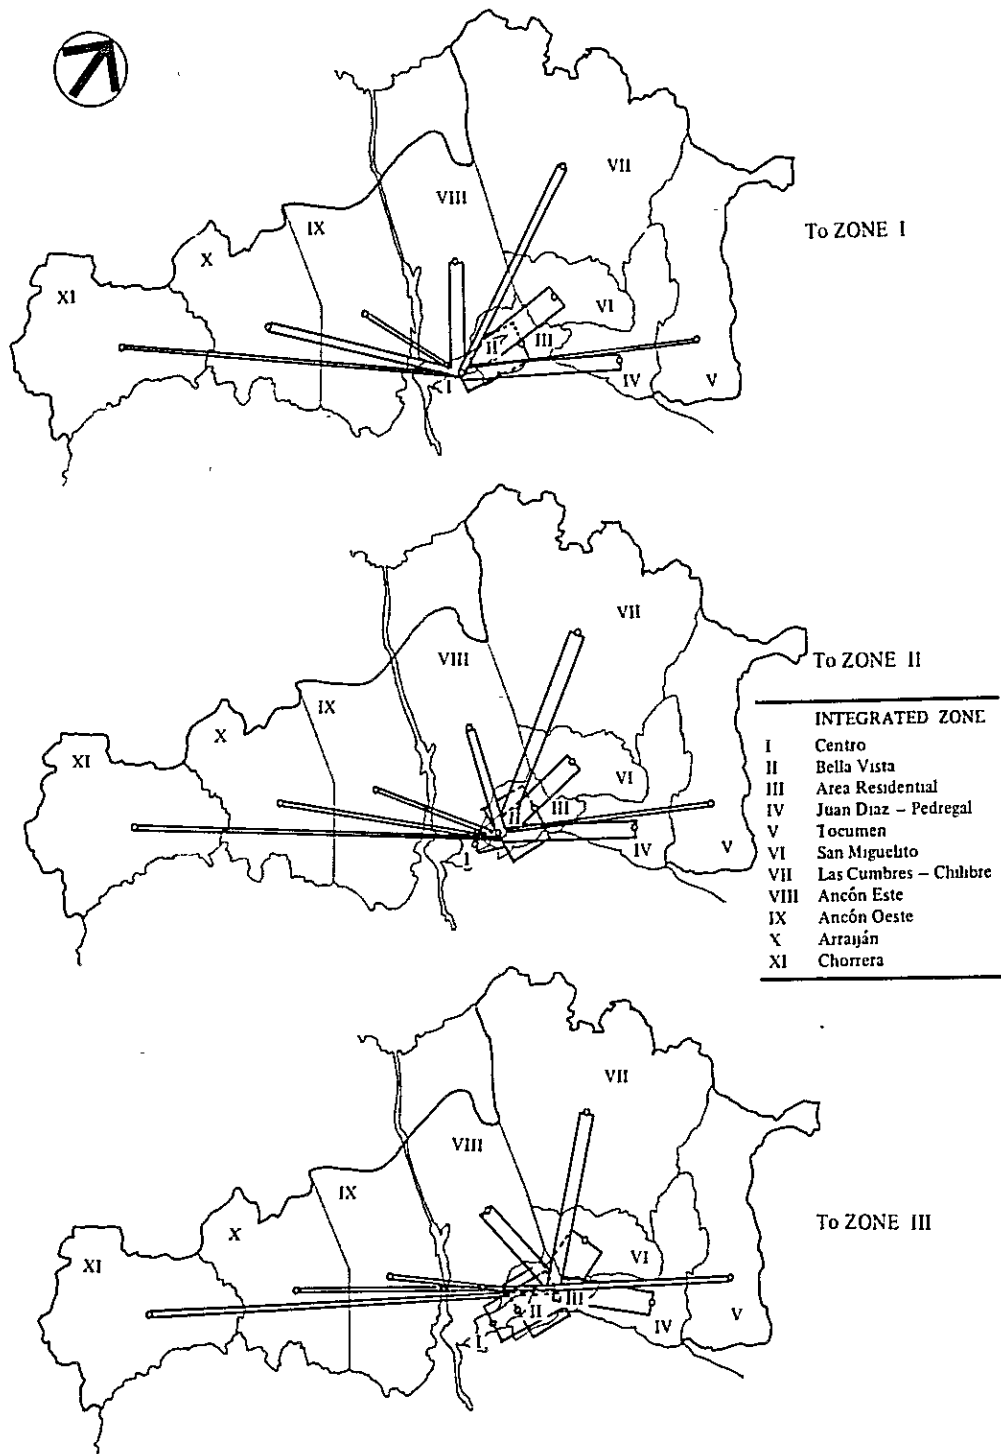 VII
To ZONE I
VIII
IX
X
XI
VI
II
III
I
IV
V
VII
To ZONE II
VIII
IX
X
XI
VI
II
III
I
IV
V
INTEGRATED ZONE
I Centro
II Bella Vista
III Area Residential
IV Juan Diaz – Pedregal
V Tocumen
VI San Miguelito
VII Las Cumbres – Chilibre
VIII Ancón Este
IX Ancón Oeste
X Arraiján
XI Chorrera
VII
To ZONE III
VIII
IX
X
XI
VI
II
III
I
IV
V